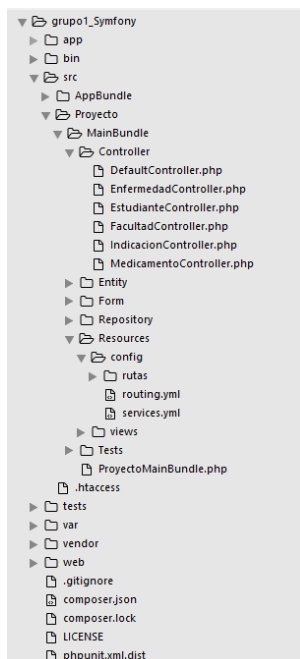 grupo1_Symfony
app
bin
src
AppBundle
Proyecto
MainBundle
Controller
DefaultController.php
EnfermedadController.php
EstudianteController.php
FacultadController.php
IndicacionController.php
MedicamentoController.php
Entity
Form
Repository
Resources
config
rutas
routing.yml
services.yml
views
Tests
ProyectoMainBundle.php
.htaccess
tests
var
vendor
web
.gitignore
composer.json
composer.lock
LICENSE
phpunit.xml.dist